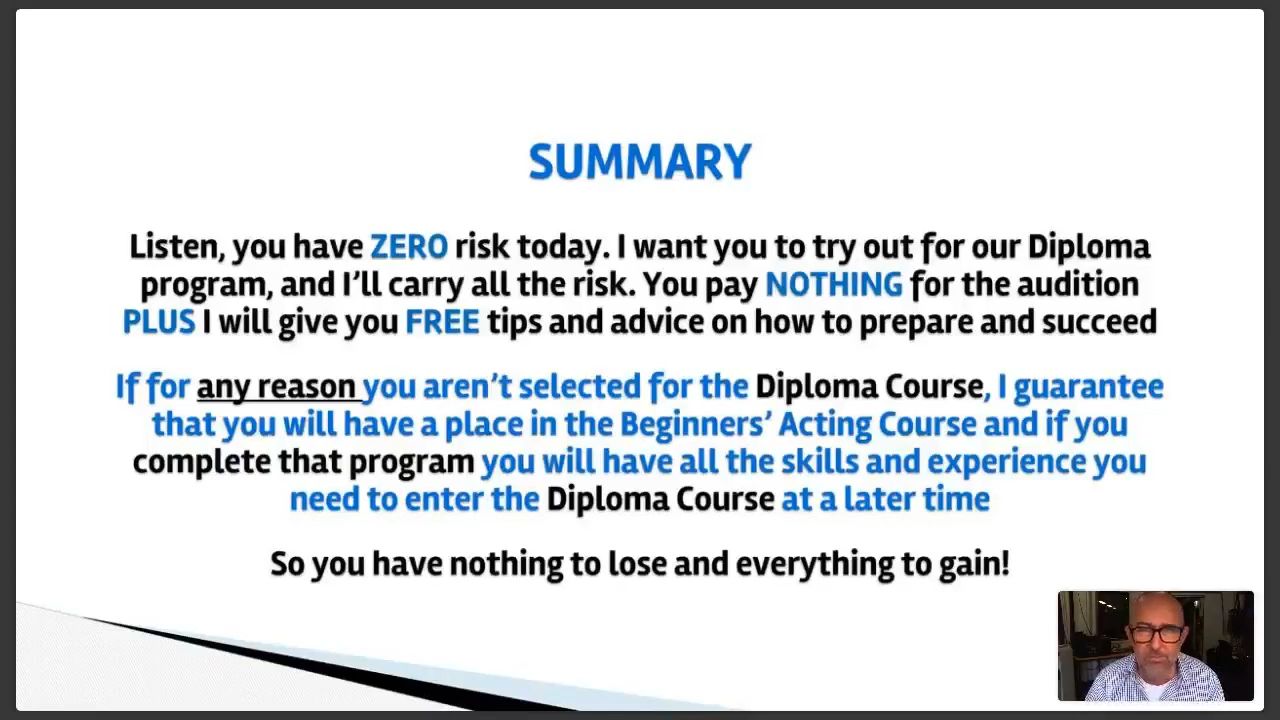 SUMMARY
Listen, you have ZERO risk today. I want you to try out for our Diploma
program, and I’ll carry all the risk. You pay NOTHING for the audition
PLUS I will give you FREE tips and advice on how to prepare and succeed
If for any reason you aren’t selected for the Diploma Course, I guarantee
that you will have a place in the Beginners’ Acting Course and if you
complete that program you will have all the skills and experience you
need to enter the Diploma Course at a later time
So you have nothing to lose and everything to gain!